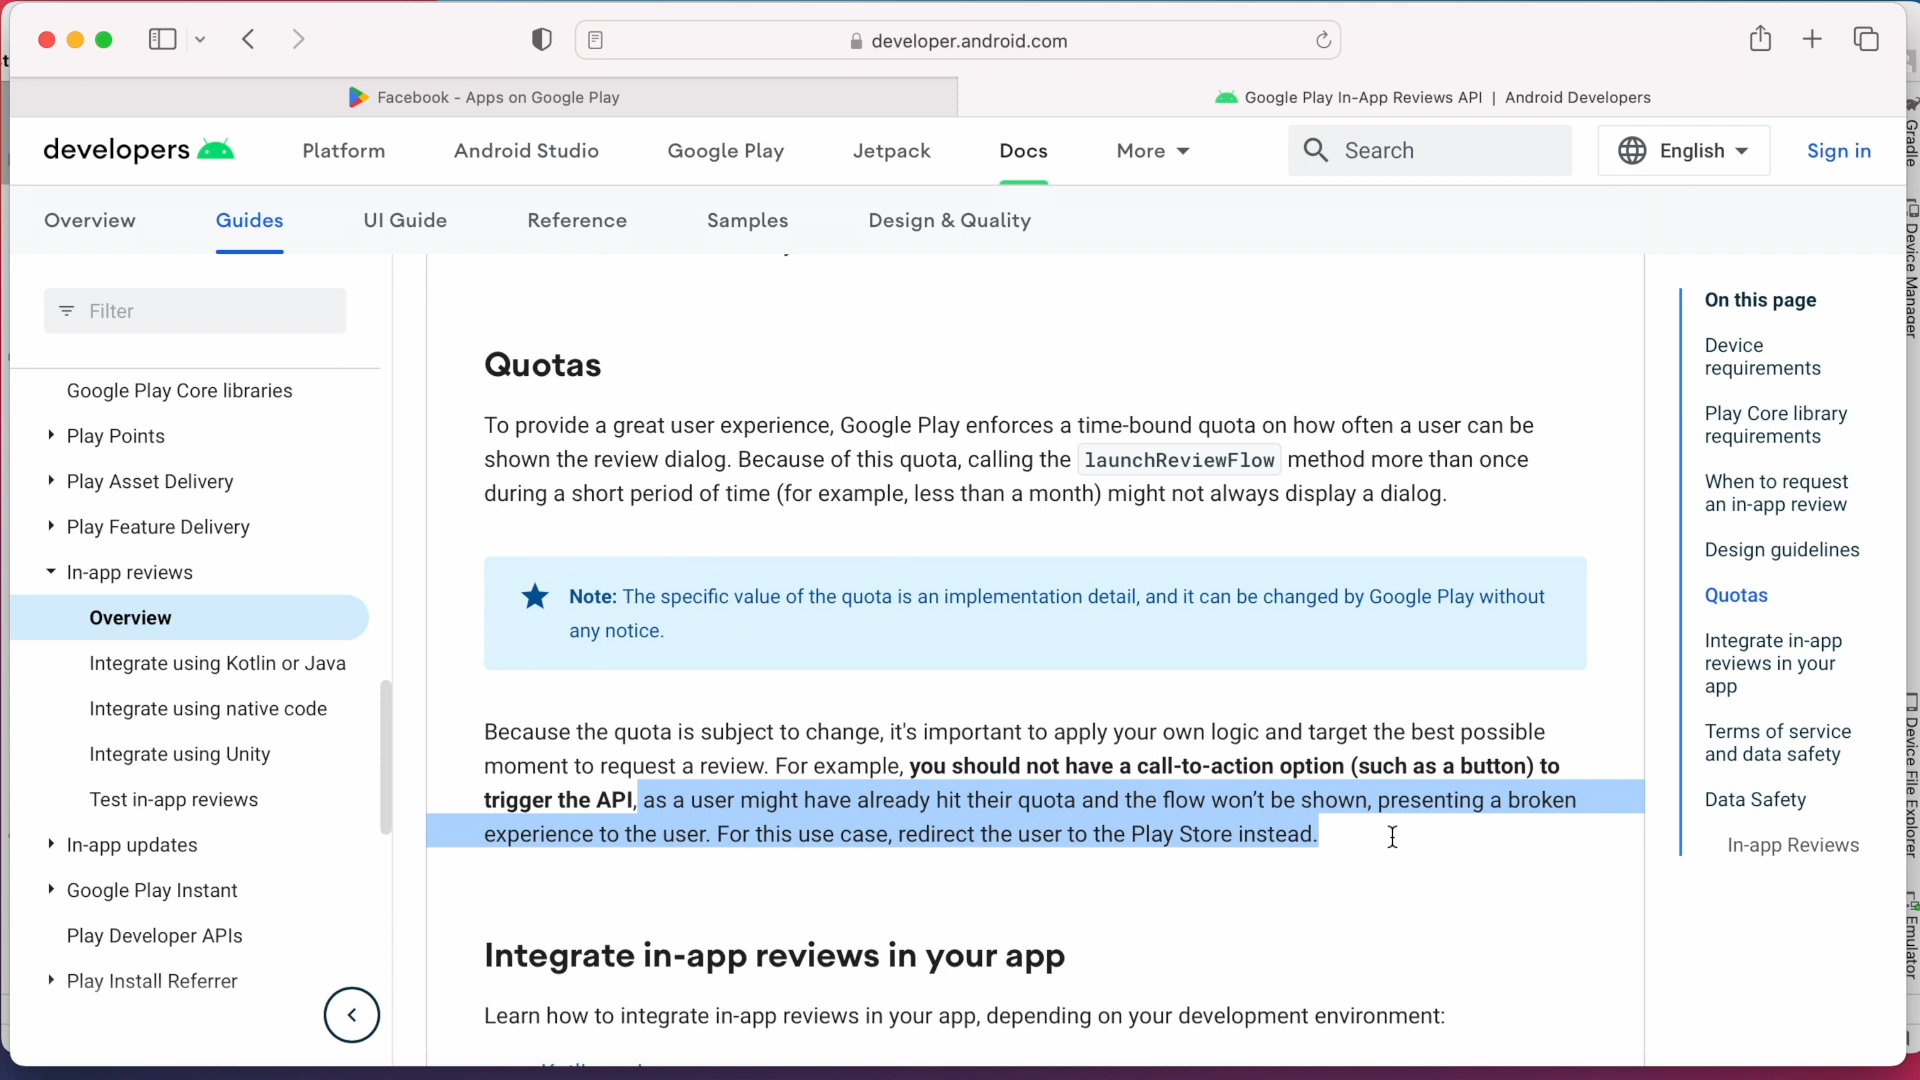 developer.android.com
Facebook - Apps on Google Play
Google Play In-App Reviews API | Android Developers
developers
Platform
Android Studio
Google Play
Jetpack
Docs
More
Search
English
Sign in
Overview
Guides
UI Guide
Reference
Samples
Design & Quality
Filter
Google Play Core libraries
Play Points
Play Asset Delivery
Play Feature Delivery
In-app reviews
Overview
Integrate using Kotlin or Java
Integrate using native code
Integrate using Unity
Test in-app reviews
In-app updates
Google Play Instant
Play Developer APIs
Play Install Referrer
Quotas
To provide a great user experience, Google Play enforces a time-bound quota on how often a user can be
shown the review dialog. Because of this quota, calling the launchReviewFlow method more than once
during a short period of time (for example, less than a month) might not always display a dialog.
Note: The specific value of the quota is an implementation detail, and it can be changed by Google Play without
any notice.
Because the quota is subject to change, it's important to apply your own logic and target the best possible
moment to request a review. For example, you should not have a call-to-action option (such as a button) to
trigger the API, as a user might have already hit their quota and the flow won’t be shown, presenting a broken
experience to the user. For this use case, redirect the user to the Play Store instead.
Integrate in-app reviews in your app
Learn how to integrate in-app reviews in your app, depending on your development environment:
On this page
Device
requirements
Play Core library
requirements
When to request
an in-app review
Design guidelines
Quotas
Integrate in-app
reviews in your
app
Terms of service
and data safety
Data Safety
In-app Reviews
Gradle
Device Manager
Device File Explorer
Emulator